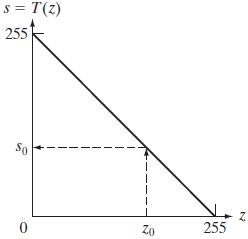 s = T(z)
255
s₀
0
z₀
255
z